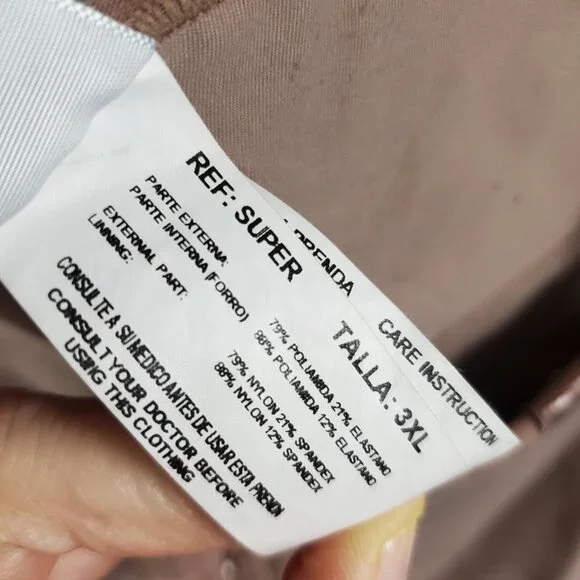 REF: SUPER TALLA: 3XL
PARTE EXTERNA: 79% POLIAMIDA 21% ELASTANO
PARTE INTERNA (FORRO) 88% POLIAMIDA 12% ELASTANO
EXTERNAL PART: 79% NYLON 21% SPANDEX
LINNING: 88% NYLON 12% SPANDEX
CONSULTE A SU MEDICO ANTES DE USAR ESTA PRENDA
CONSULT YOUR DOCTOR BEFORE
USING THIS CLOTHING
PRENDA
CARE INSTRUCTION